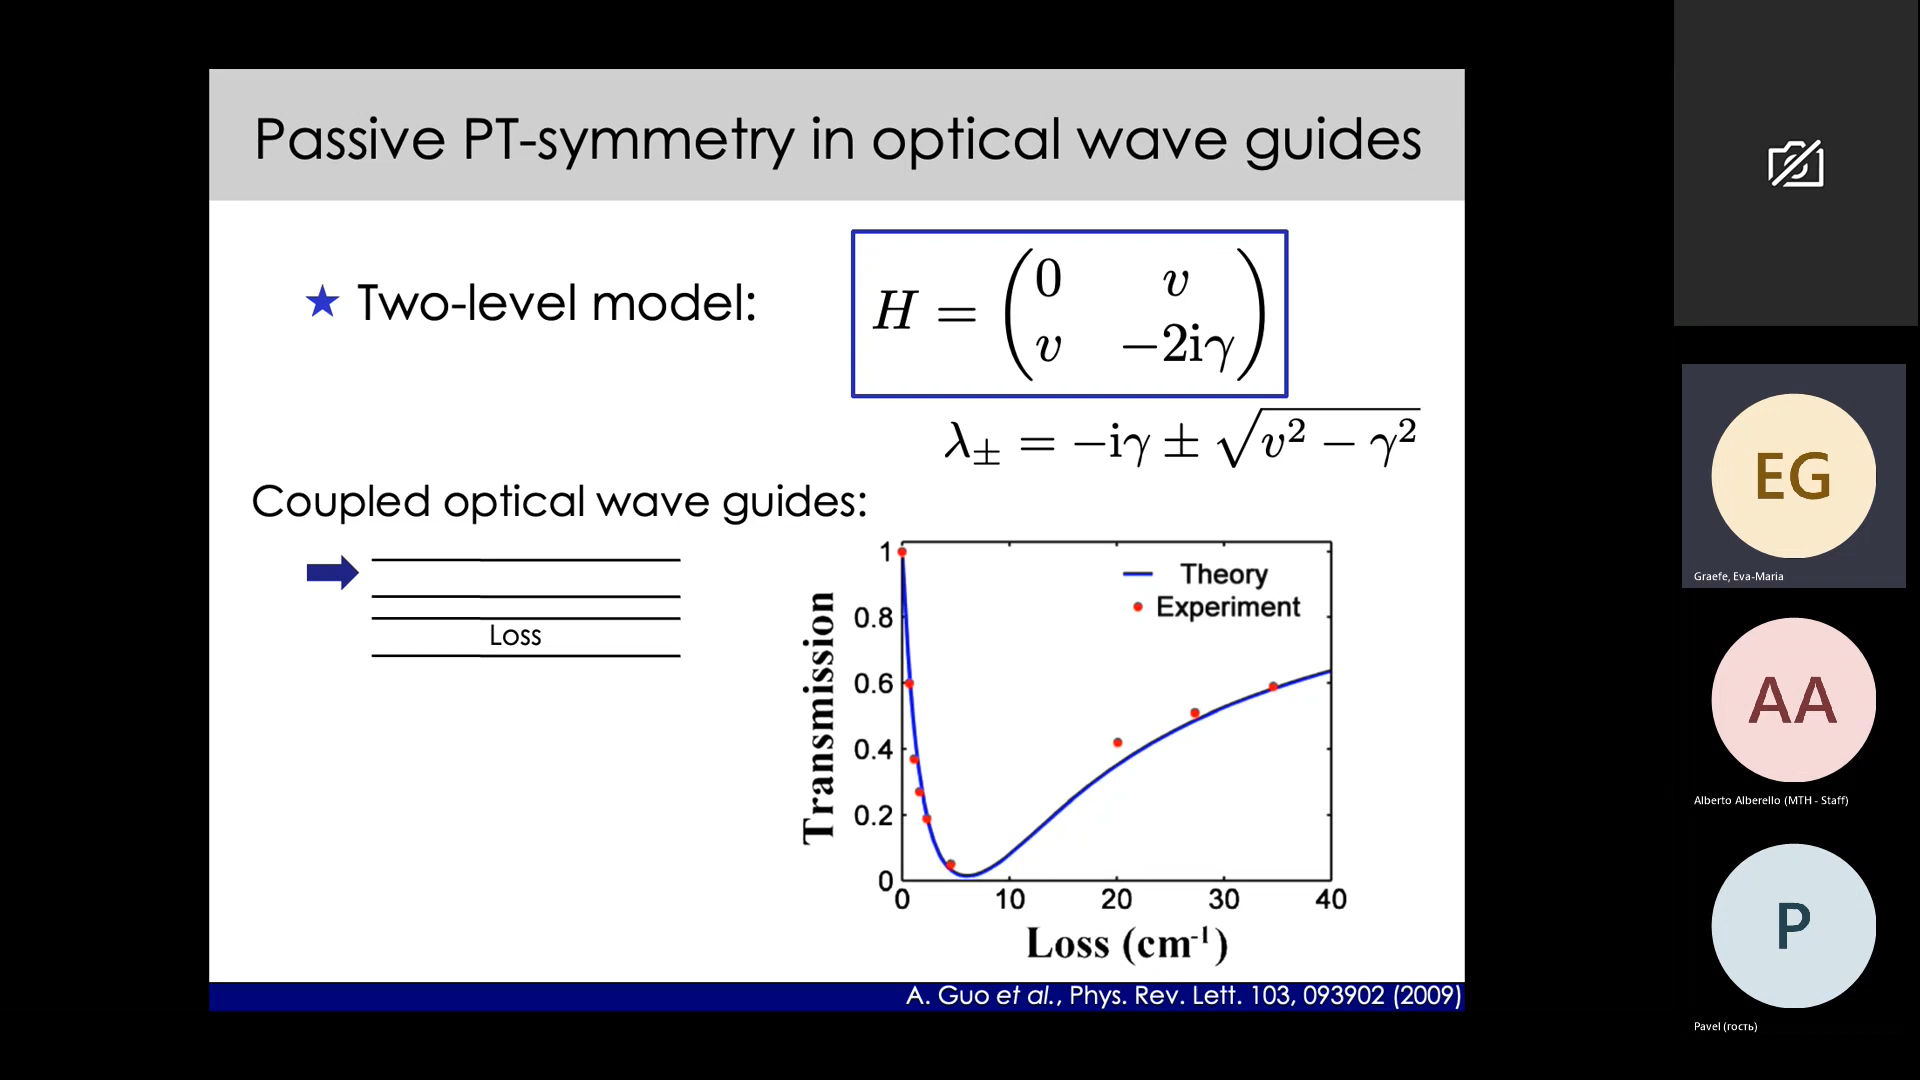 Passive PT-symmetry in optical wave guides
★ Two-level model:
H = (0 v
v −2iγ)
λ± = −iγ ± √(v² − γ²)
Coupled optical wave guides:
Loss
Transmission
1
0.8
0.6
0.4
0.2
0
Theory
Experiment
0 10 20 30 40
Loss (cm⁻¹)
A. Guo et al., Phys. Rev. Lett. 103, 093902 (2009)
EG
Graefe, Eva-Maria
AA
Alberto Alberello (MTH - Staff)
P
Pavel (гость)